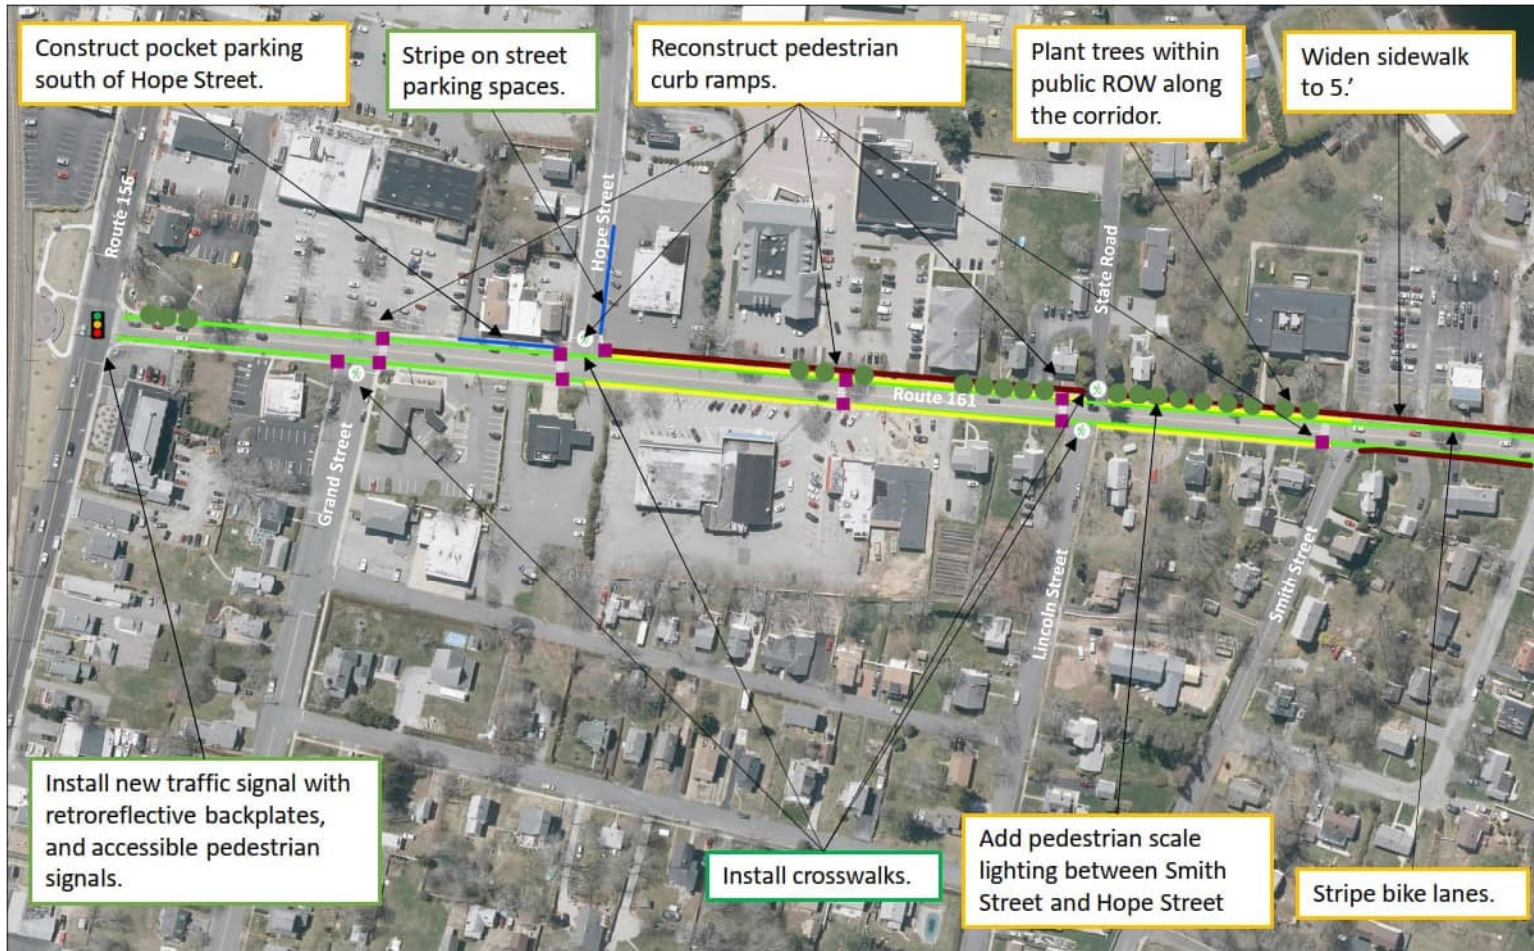 Construct pocket parking
south of Hope Street.
Stripe on street
parking spaces.
Reconstruct pedestrian
curb ramps.
Plant trees within
public ROW along
the corridor.
Widen sidewalk
to 5.’
Route 156
Hope Street
State Road
Route 161
Grand Street
Lincoln Street
Smith Street
Install new traffic signal with
retroreflective backplates,
and accessible pedestrian
signals.
Install crosswalks.
Add pedestrian scale
lighting between Smith
Street and Hope Street
Stripe bike lanes.